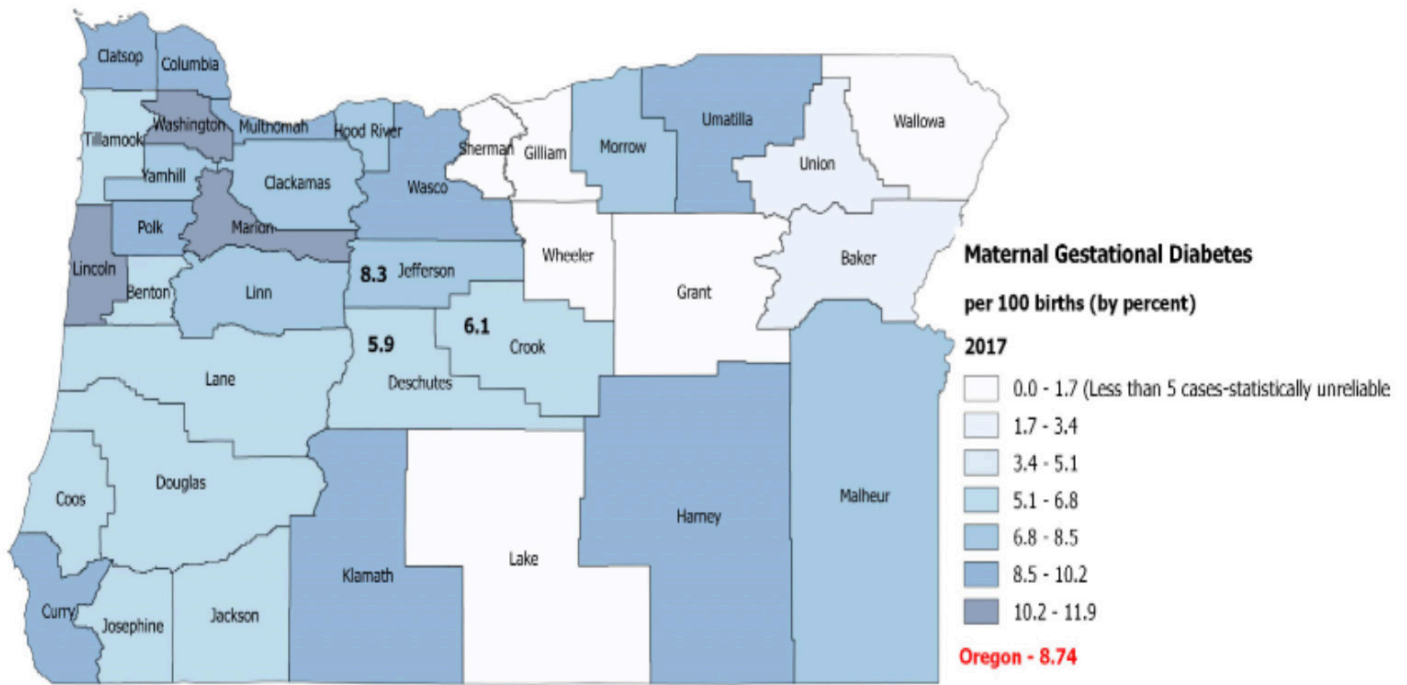 Clatsop
Columbia
Washington
Tillamook
Multnomah
Hood River
Sherman
Gilliam
Morrow
Umatilla
Wallowa
Union
Yamhill
Clackamas
Wasco
Polk
Marion
Lincoln
Benton
Linn
8.3
Jefferson
Wheeler
Grant
Baker
6.1
5.9
Crook
Deschutes
Lane
Coos
Douglas
Curry
Josephine
Jackson
Klamath
Lake
Harney
Malheur
Maternal Gestational Diabetes
per 100 births (by percent)
2017
0.0 - 1.7 (Less than 5 cases-statistically unreliable
1.7 - 3.4
3.4 - 5.1
5.1 - 6.8
6.8 - 8.5
8.5 - 10.2
10.2 - 11.9
Oregon - 8.74